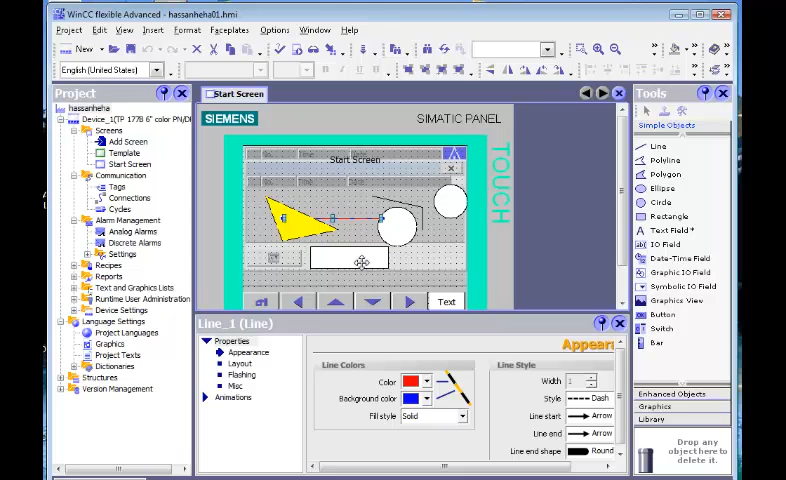 WinCC flexible Advanced - hassanheha01.hmi
Project Edit View Insert Format Faceplates Options Window Help
New
English (United States)
Project
hassanheha
Device_1(TP 177B 6" color PN/D
Screens
Add Screen
Template
Start Screen
Communication
Tags
Connections
Cycles
Alarm Management
Analog Alarms
Discrete Alarms
Settings
Recipes
Reports
Text and Graphics Lists
Runtime User Administration
Device Settings
Language Settings
Project Languages
Graphics
Project Texts
Dictionaries
Structures
Version Management
Start Screen
SIEMENS
SIMATIC PANEL
TOUCH
No. Time Date
Start Screen
No. Time Date
Text
Line_1 (Line)
Properties
Appearance
Layout
Flashing
Misc
Animations
Appear
Line Colors
Color
Background color
Fill style Solid
Line Style
Width 1
Style Dash
Line start Arrow
Line end Arrow
Line end shape Round
Tools
Simple Objects
Line
Polyline
Polygon
Ellipse
Circle
Rectangle
Text Field
IO Field
Date-Time Field
Graphic IO Field
Symbolic IO Field
Graphics View
Button
Switch
Bar
Enhanced Objects
Graphics
Library
Drop any
object here to
delete it.